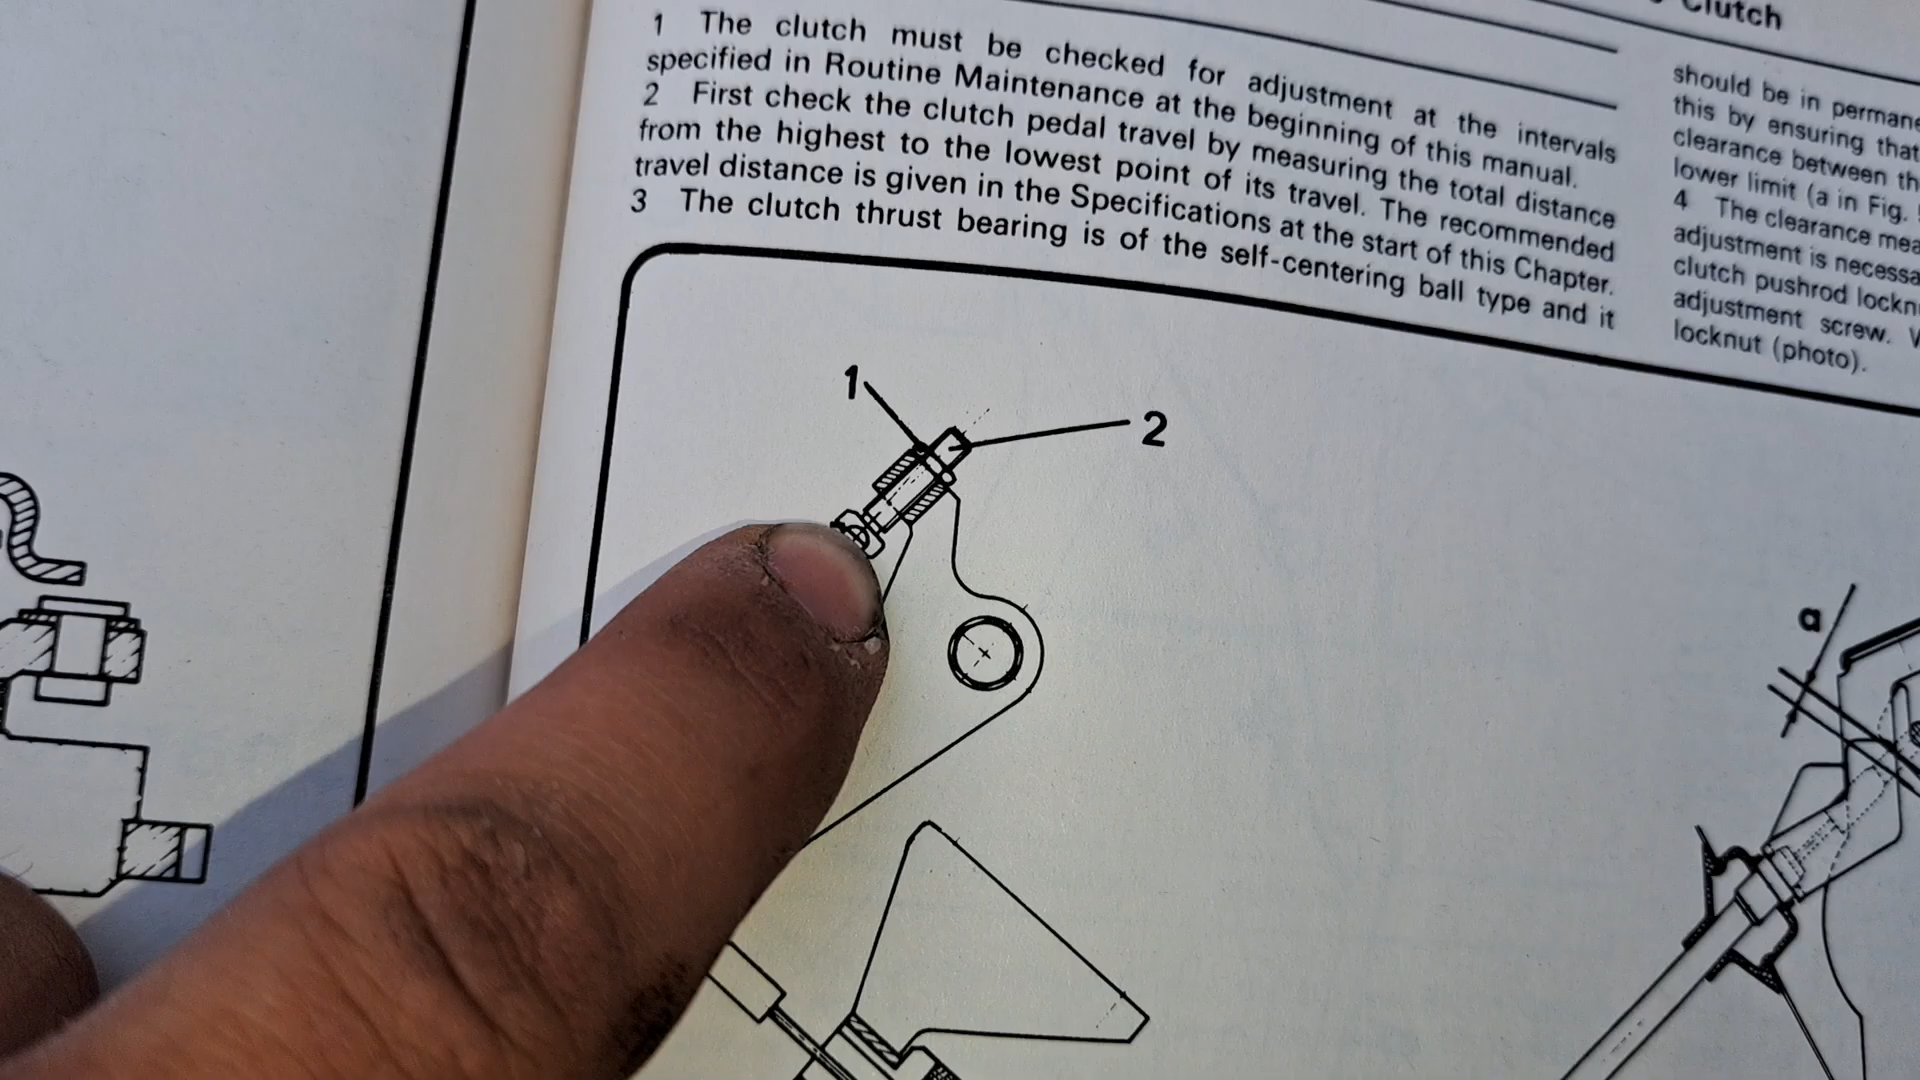 Clutch
1 The clutch must be checked for adjustment at the intervals
specified in Routine Maintenance at the beginning of this manual.
2 First check the clutch pedal travel by measuring the total distance
from the highest to the lowest point of its travel. The recommended
travel distance is given in the Specifications at the start of this Chapter.
3 The clutch thrust bearing is of the self-centering ball type and it
should be in
this by ensuring that
clearance between
lower limit (a in Fig.
4 The clearance
adjustment is
clutch pushrod
adjustment screw.
locknut (photo).
1
2
a